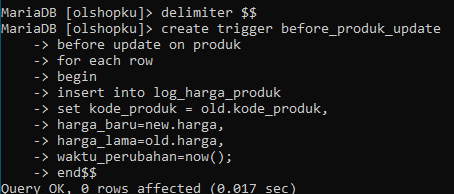 MariaDB [olshopku]> delimiter $$
MariaDB [olshopku]> create trigger before_produk_update
    -> before update on produk
    -> for each row
    -> begin
    -> insert into log_harga_produk
    -> set kode_produk = old.kode_produk,
    -> harga_baru=new.harga,
    -> harga_lama=old.harga,
    -> waktu_perubahan=now();
    -> end$$
Query OK, 0 rows affected (0.017 sec)